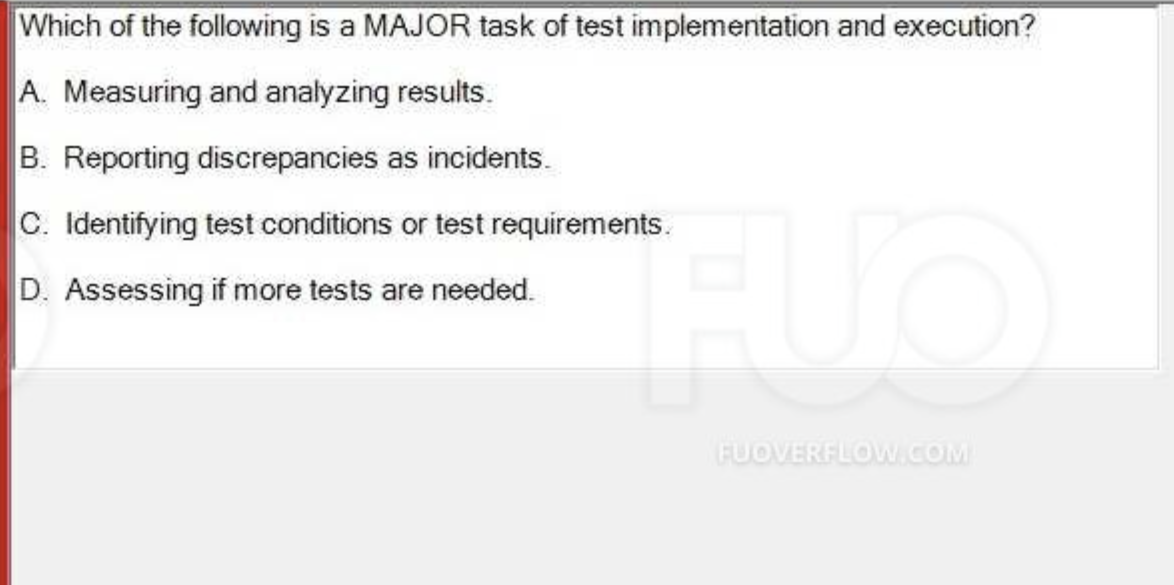 Which of the following is a MAJOR task of test implementation and execution?
A. Measuring and analyzing results.
B. Reporting discrepancies as incidents.
C. Identifying test conditions or test requirements.
D. Assessing if more tests are needed.
FUO
FUOVERFLOW.COM